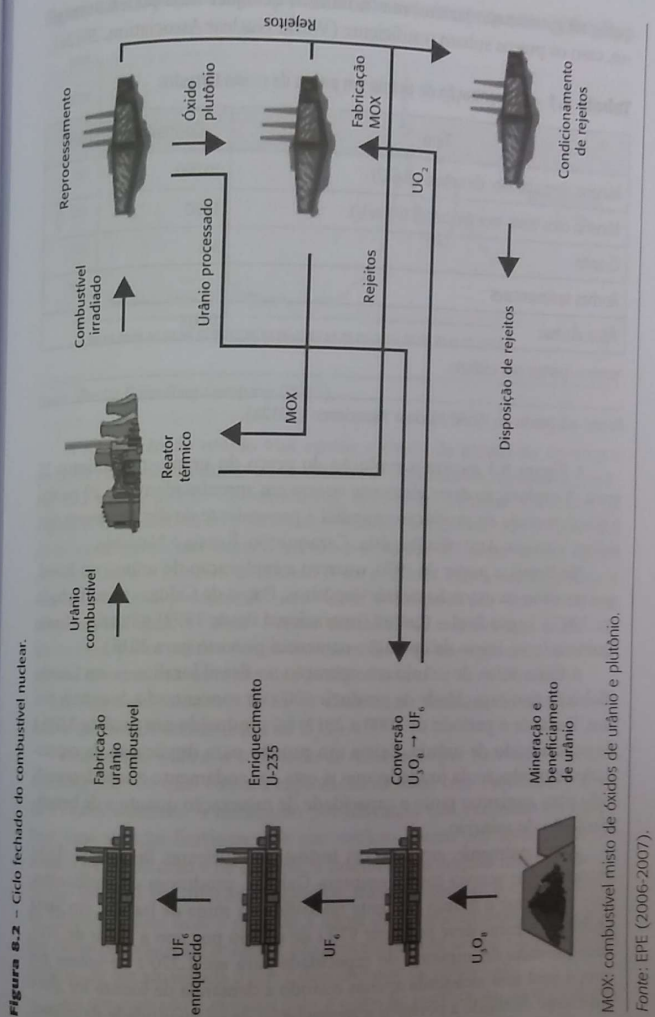 Figura 8.2 – Ciclo fechado do combustível nuclear.
Fabricação
urânio
combustível
Urânio
combustível
Reator
térmico
Combustível
irradiado
Reprocessamento
Rejeitos
UF6
enriquecido
Enriquecimento
U-235
MOX
Urânio processado
Óxido
plutônio
UF6
Conversão
U3O8 → UF6
Rejeitos
Fabricação
MOX
UO2
U3O8
Mineração e
beneficiamento
de urânio
Disposição de rejeitos
Condicionamento
de rejeitos
MOX: combustível misto de óxidos de urânio e plutônio.
Fonte: EPE (2006-2007).